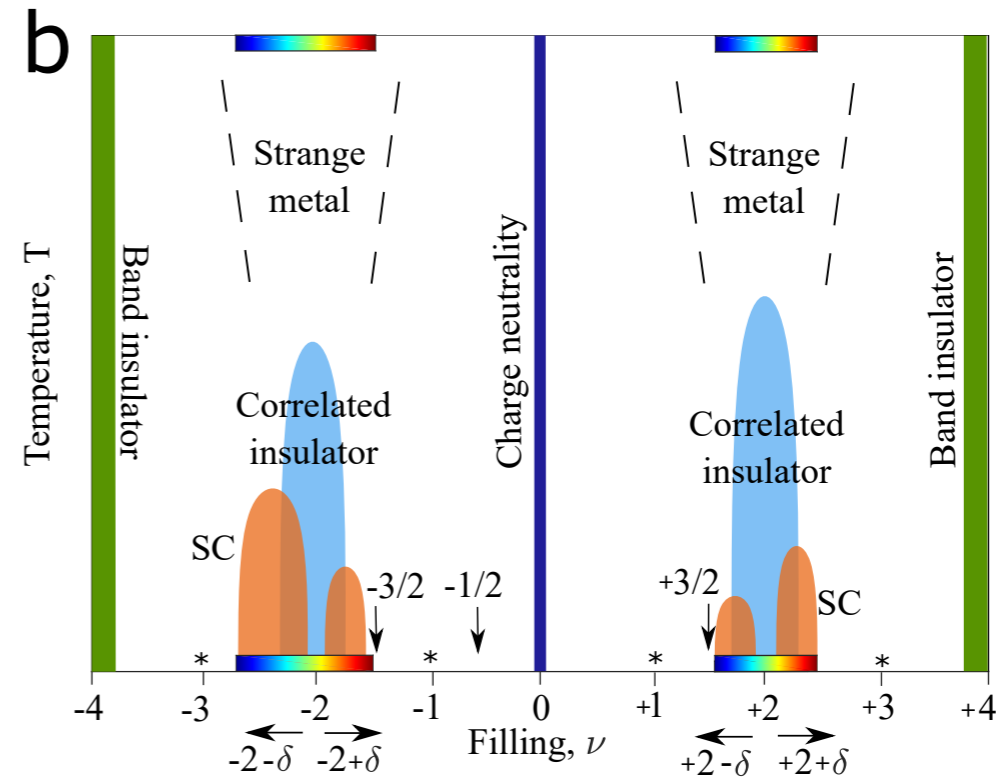 b
Strange
metal
Strange
metal
Temperature, T
Band insulator
Charge neutrality
Band insulator
Correlated
insulator
Correlated
insulator
SC
-3/2
-1/2
+3/2
SC
*
*
*
*
-4
-3
-2
-1
0
+1
+2
+3
+4
-2-δ
-2+δ
Filling, ν
+2-δ
+2+δ